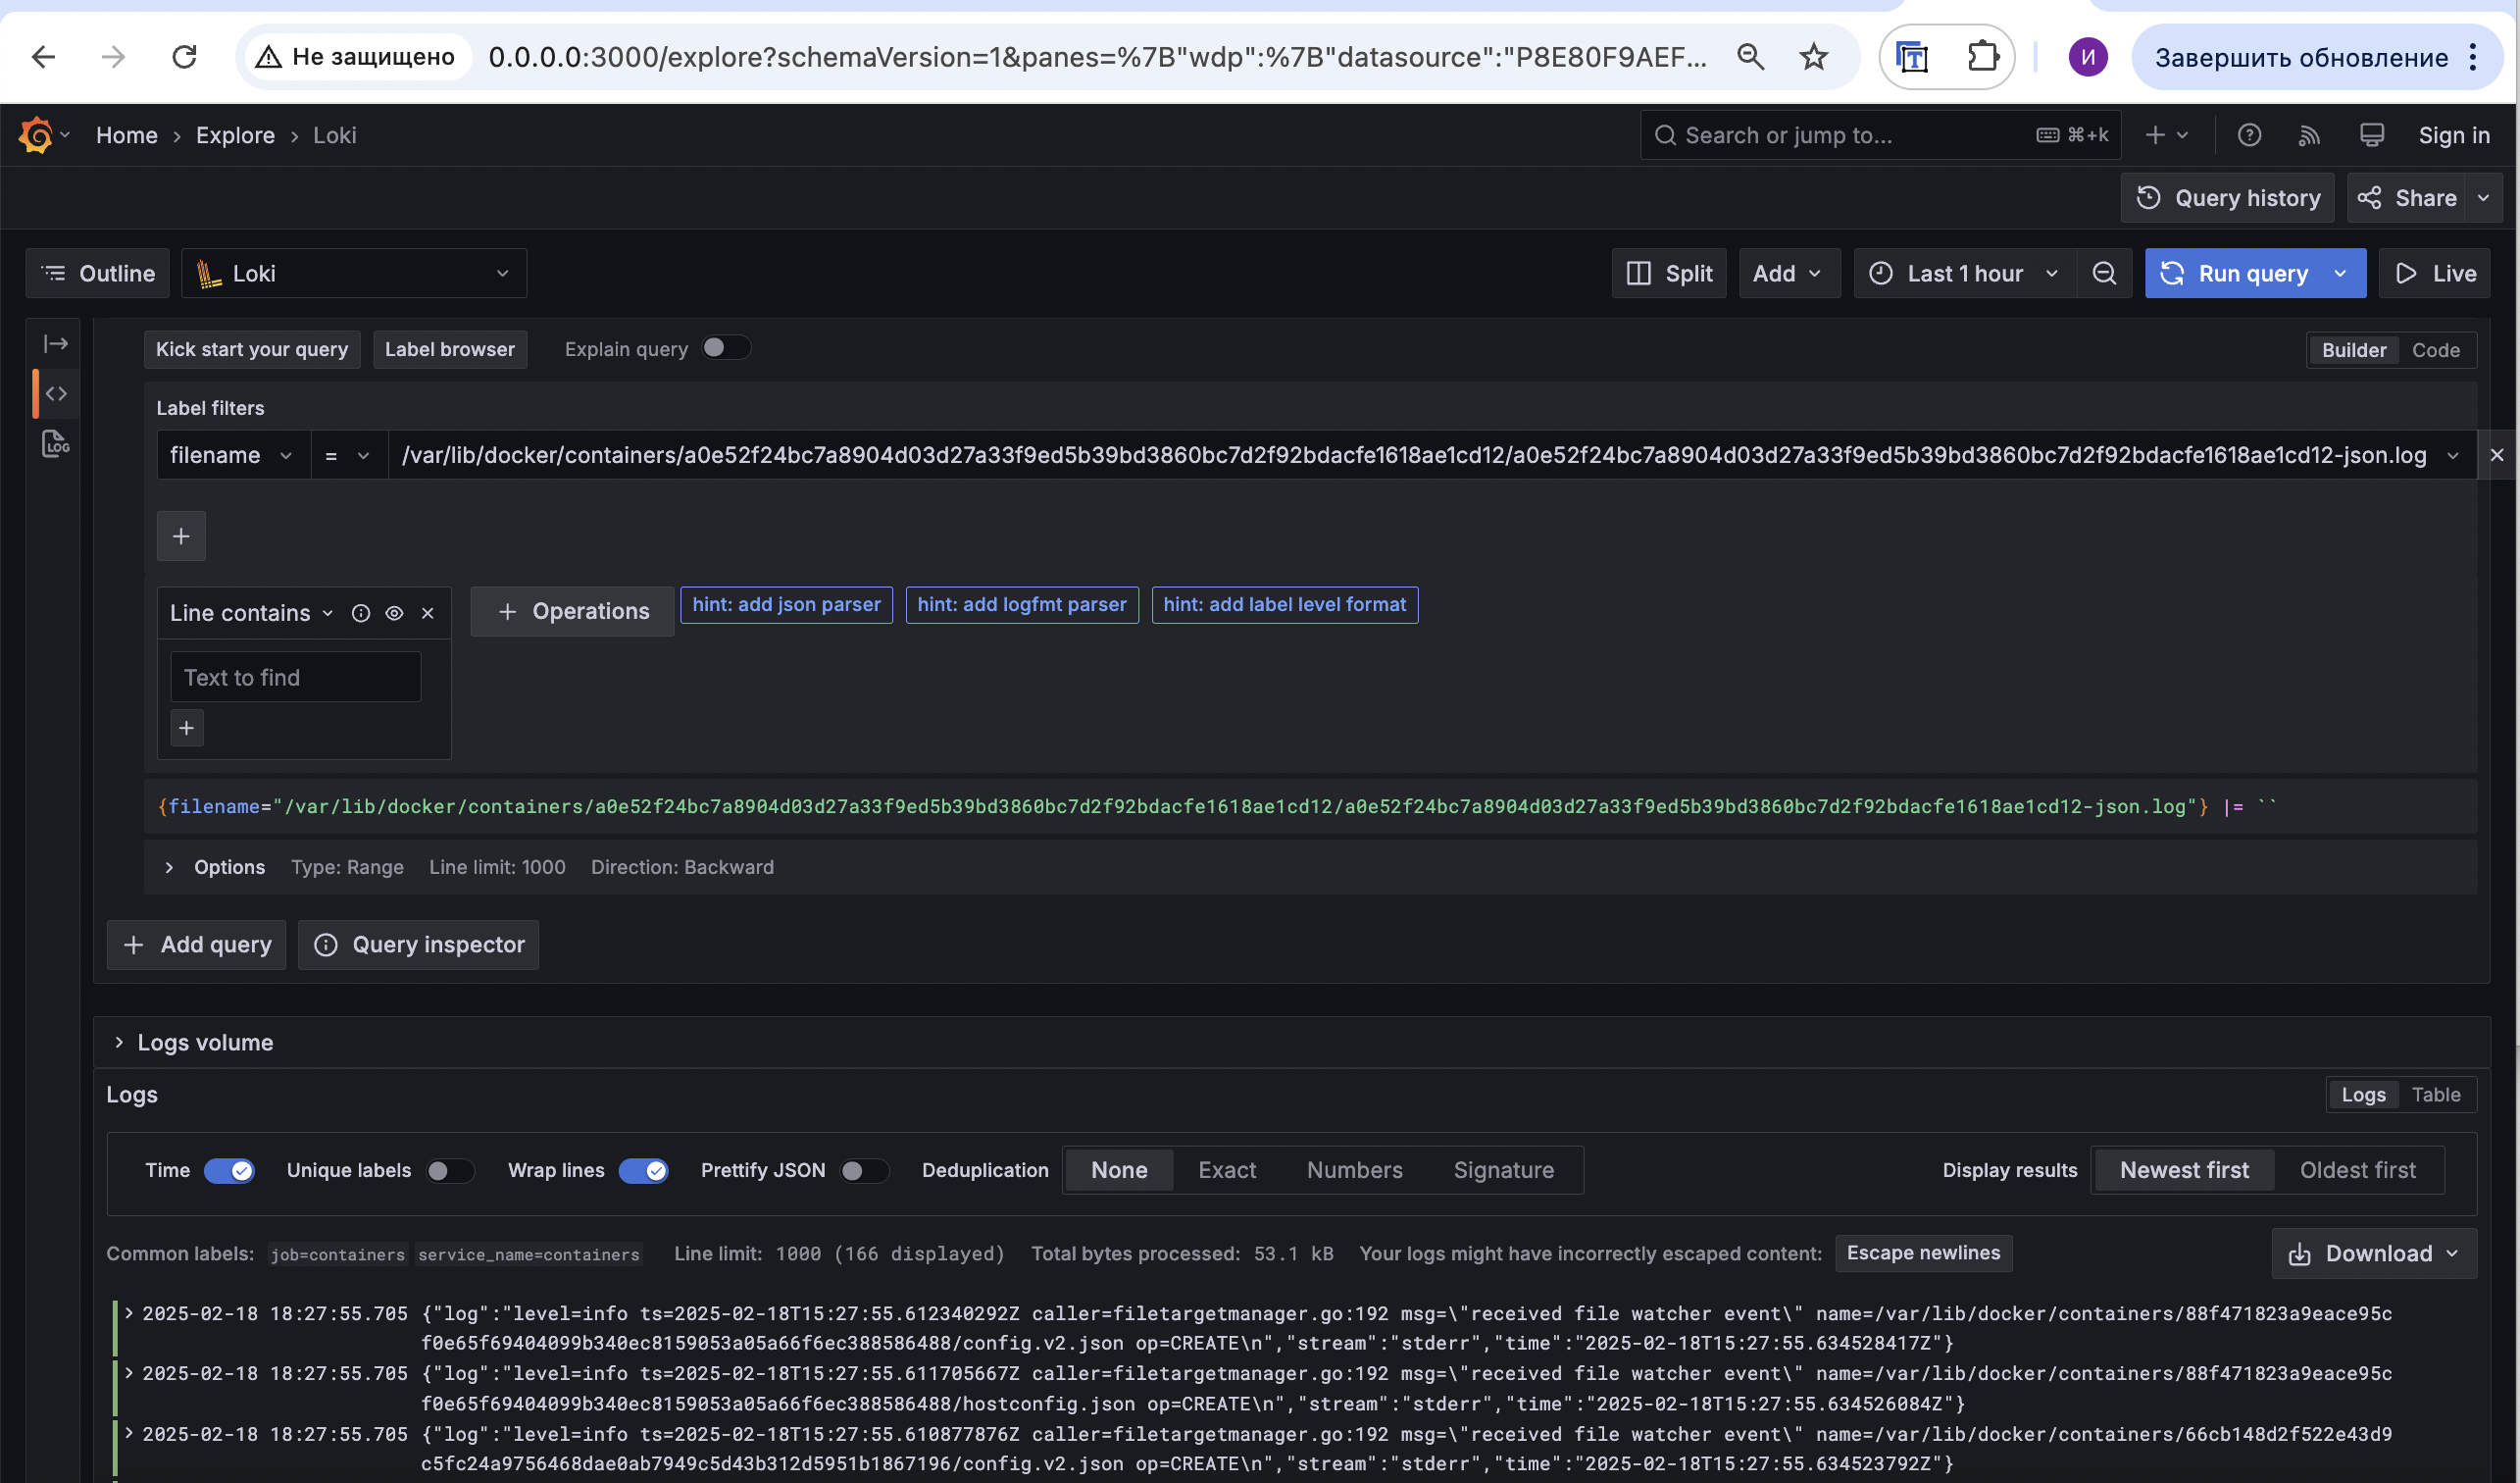 Не защищено 0.0.0.0:3000/explore?schemaVersion=1&panes=%7B"wdp":%7B"datasource":"P8E80F9AEF... И Завершить обновление
Home › Explore › Loki Search or jump to... ⌘+k Sign in
Query history Share
Outline Loki Split Add Last 1 hour Run query Live
Kick start your query Label browser Explain query Builder Code
Label filters
filename = /var/lib/docker/containers/a0e52f24bc7a8904d03d27a33f9ed5b39bd3860bc7d2f92bdacfe1618ae1cd12/a0e52f24bc7a8904d03d27a33f9ed5b39bd3860bc7d2f92bdacfe1618ae1cd12-json.log
Line contains + Operations hint: add json parser hint: add logfmt parser hint: add label level format
Text to find
{filename="/var/lib/docker/containers/a0e52f24bc7a8904d03d27a33f9ed5b39bd3860bc7d2f92bdacfe1618ae1cd12/a0e52f24bc7a8904d03d27a33f9ed5b39bd3860bc7d2f92bdacfe1618ae1cd12-json.log"} |= ``
Options Type: Range Line limit: 1000 Direction: Backward
+ Add query Query inspector
Logs volume
Logs Logs Table
Time Unique labels Wrap lines Prettify JSON Deduplication None Exact Numbers Signature Display results Newest first Oldest first
Common labels: job=containers service_name=containers Line limit: 1000 (166 displayed) Total bytes processed: 53.1 kB Your logs might have incorrectly escaped content: Escape newlines Download
2025-02-18 18:27:55.705 {"log":"level=info ts=2025-02-18T15:27:55.612340292Z caller=filetargetmanager.go:192 msg=\"received file watcher event\" name=/var/lib/docker/containers/88f471823a9eace95c
f0e65f69404099b340ec8159053a05a66f6ec388586488/config.v2.json op=CREATE\n","stream":"stderr","time":"2025-02-18T15:27:55.634528417Z"}
2025-02-18 18:27:55.705 {"log":"level=info ts=2025-02-18T15:27:55.611705667Z caller=filetargetmanager.go:192 msg=\"received file watcher event\" name=/var/lib/docker/containers/88f471823a9eace95c
f0e65f69404099b340ec8159053a05a66f6ec388586488/hostconfig.json op=CREATE\n","stream":"stderr","time":"2025-02-18T15:27:55.634526084Z"}
2025-02-18 18:27:55.705 {"log":"level=info ts=2025-02-18T15:27:55.610877876Z caller=filetargetmanager.go:192 msg=\"received file watcher event\" name=/var/lib/docker/containers/66cb148d2f522e43d9
c5fc24a9756468dae0ab7949c5d43b312d5951b1867196/config.v2.json op=CREATE\n","stream":"stderr","time":"2025-02-18T15:27:55.634523792Z"}